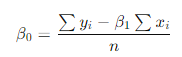 β₀ = (∑ yᵢ − β₁ ∑ xᵢ) / n